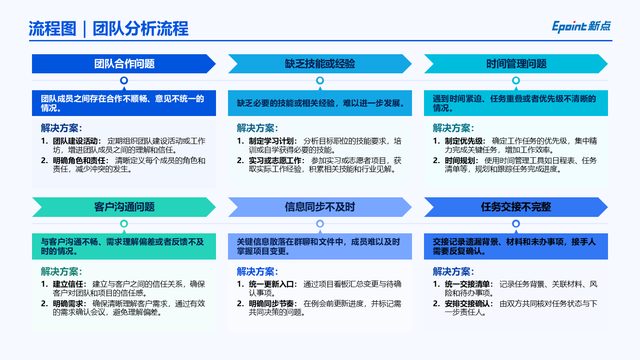 流程图｜团队分析流程
Epoint新点
团队合作问题
团队成员之间存在合作不顺畅、意见不统一的
情况。
解决方案：
1. 团队建设活动： 定期组织团队建设活动或工作
坊，增进团队成员之间的理解和信任。
2. 明确角色和责任： 清晰定义每个成员的角色和
责任，减少冲突的发生。
缺乏技能或经验
缺乏必要的技能或相关经验，难以进一步发展。
解决方案：
1. 制定学习计划： 分析目标职位的技能要求，培
训或自学获得必要的技能。
2. 实习或志愿工作： 参加实习或志愿者项目，获
取实际工作经验，积累相关技能和行业见解。
时间管理问题
遇到时间紧迫、任务重叠或者优先级不清晰的
情况。
解决方案：
1. 制定优先级： 确定工作任务的优先级，集中精
力完成关键任务，增加工作效率。
2. 时间规划： 使用时间管理工具如日程表、任务
清单等，规划和跟踪任务完成进度。
客户沟通问题
与客户沟通不畅、需求理解偏差或者反馈不及
时的情况。
解决方案：
1. 建立信任： 建立与客户之间的信任关系，确保
客户对团队和项目的信任感。
2. 明确需求： 确保清晰理解客户需求，通过有效
的需求确认会议，避免理解偏差。
信息同步不及时
关键信息散落在群聊和文件中，成员难以及时
掌握项目变更。
解决方案：
1. 统一更新入口： 通过项目看板汇总变更与待确
认事项。
2. 明确同步节奏： 在例会前更新进度，并标记需
共同决策的问题。
任务交接不完整
交接记录遗漏背景、材料和未办事项，接手人
需要反复确认。
解决方案：
1. 统一交接清单： 记录任务背景、关联材料、风
险和待办事项。
2. 安排交接确认： 由双方共同核对任务状态与下
一步责任人。